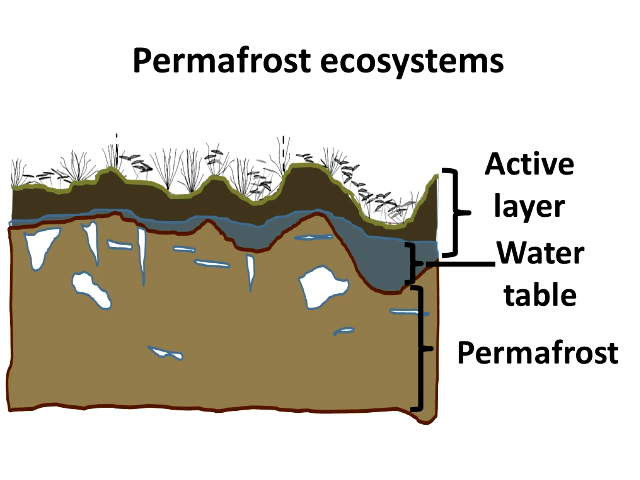 Permafrost ecosystems
Active
layer
Water
table
Permafrost